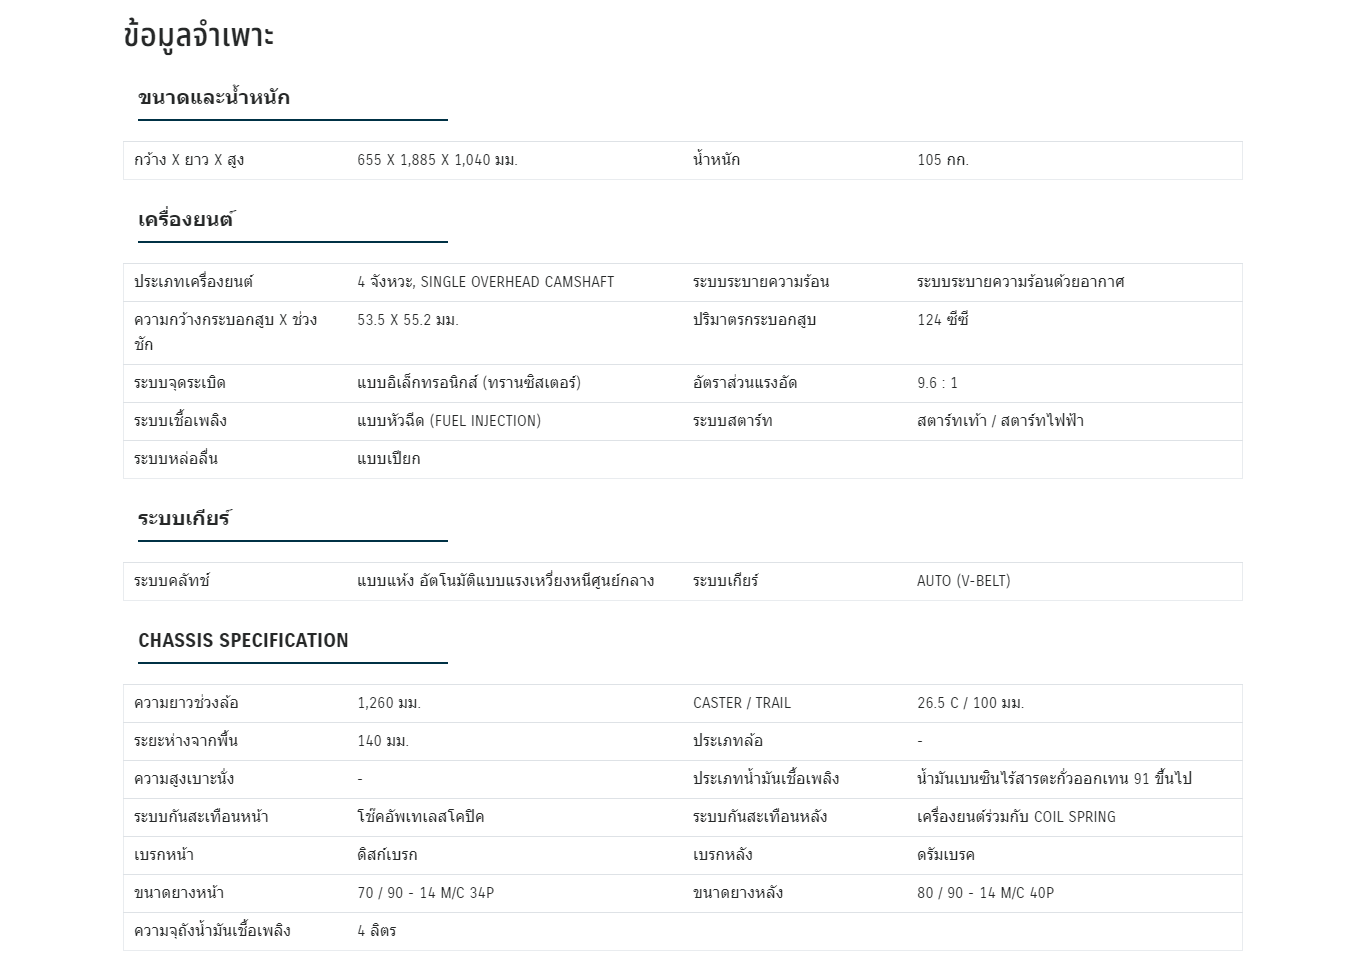 ข้อมูลจำเพาะ
ขนาดและน้ำหนัก
กว้าง X ยาว X สูง 655 X 1,885 X 1,040 มม. น้ำหนัก 105 กก.
เครื่องยนต์
ประเภทเครื่องยนต์ 4 จังหวะ, SINGLE OVERHEAD CAMSHAFT ระบบระบายความร้อน ระบบระบายความร้อนด้วยอากาศ
ความกว้างกระบอกสูบ X ช่วง 53.5 X 55.2 มม. ปริมาตรกระบอกสูบ 124 ซีซี
ชัก
ระบบจุดระเบิด แบบอิเล็กทรอนิกส์ (ทรานซิสเตอร์) อัตราส่วนแรงอัด 9.6 : 1
ระบบเชื้อเพลิง แบบหัวฉีด (FUEL INJECTION) ระบบสตาร์ท สตาร์ทเท้า / สตาร์ทไฟฟ้า
ระบบหล่อลื่น แบบเปียก
ระบบเกียร์
ระบบคลัทช์ แบบแห้ง อัตโนมัติแบบแรงเหวี่ยงหนีศูนย์กลาง ระบบเกียร์ AUTO (V-BELT)
CHASSIS SPECIFICATION
ความยาวช่วงล้อ 1,260 มม. CASTER / TRAIL 26.5 C / 100 มม.
ระยะห่างจากพื้น 140 มม. ประเภทล้อ -
ความสูงเบาะนั่ง - ประเภทน้ำมันเชื้อเพลิง น้ำมันเบนซินไร้สารตะกั่วออกเทน 91 ขึ้นไป
ระบบกันสะเทือนหน้า โช๊คอัพเทเลสโคปิค ระบบกันสะเทือนหลัง เครื่องยนต์ร่วมกับ COIL SPRING
เบรกหน้า ดิสก์เบรก เบรกหลัง ดรัมเบรค
ขนาดยางหน้า 70 / 90 - 14 M/C 34P ขนาดยางหลัง 80 / 90 - 14 M/C 40P
ความจุถังน้ำมันเชื้อเพลิง 4 ลิตร